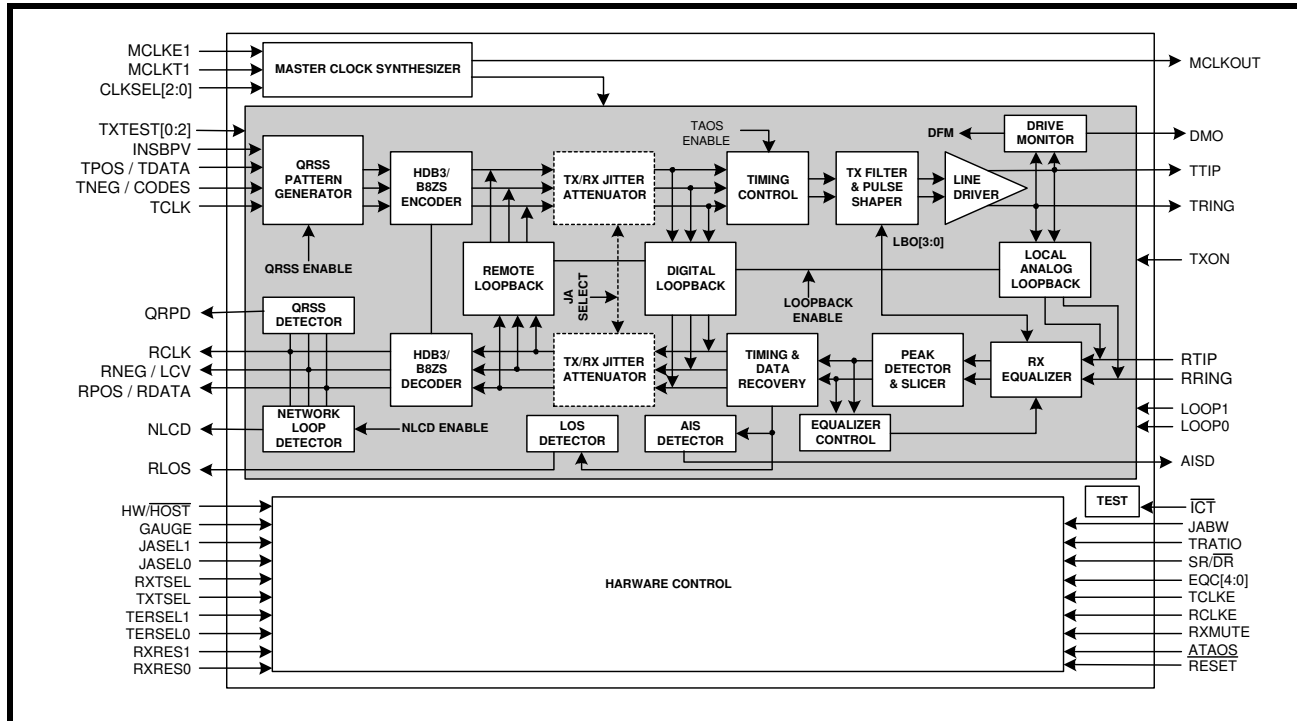 MCLKE1
MCLKT1
CLKSEL[2:0]
MASTER CLOCK SYNTHESIZER
MCLKOUT
TXTEST[0:2]
INSBPV
TPOS / TDATA
TNEG / CODES
TCLK
QRSS
PATTERN
GENERATOR
HDB3/
B8ZS
ENCODER
TX/RX JITTER
ATTENUATOR
TAOS
ENABLE
TIMING
CONTROL
TX FILTER
& PULSE
SHAPER
LINE
DRIVER
DFM
DRIVE
MONITOR
DMO
TTIP
TRING
QRSS ENABLE
REMOTE
LOOPBACK
JA
SELECT
DIGITAL
LOOPBACK
LOOPBACK
ENABLE
LBO[3:0]
LOCAL
ANALOG
LOOPBACK
TXON
QRPD
RCLK
RNEG / LCV
RPOS / RDATA
NLCD
RLOS
QRSS
DETECTOR
NETWORK
LOOP
DETECTOR
NLCD ENABLE
HDB3/
B8ZS
DECODER
TX/RX JITTER
ATTENUATOR
TIMING &
DATA
RECOVERY
PEAK
DETECTOR
& SLICER
RX
EQUALIZER
RTIP
RRING
LOOP1
LOOP0
LOS
DETECTOR
AIS
DETECTOR
EQUALIZER
CONTROL
AISD
HW/HOST
GAUGE
JASEL1
JASEL0
RXTSEL
TXTSEL
TERSEL1
TERSEL0
RXRES1
RXRES0
HARWARE CONTROL
TEST
ICT
JABW
TRATIO
SR/DR
EQC[4:0]
TCLKE
RCLKE
RXMUTE
ATAOS
RESET